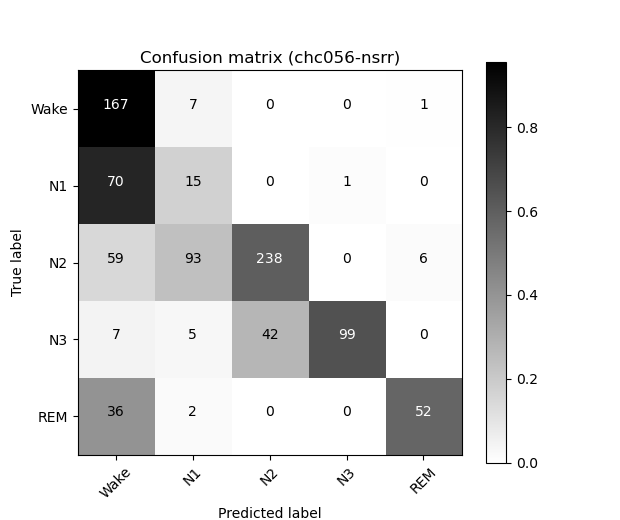 Confusion matrix (chc056-nsrr)
True label
Wake 167 7 0 0 1
N1 70 15 0 1 0
N2 59 93 238 0 6
N3 7 5 42 99 0
REM 36 2 0 0 52
Wake N1 N2 N3 REM
Predicted label
0.8
0.6
0.4
0.2
0.0